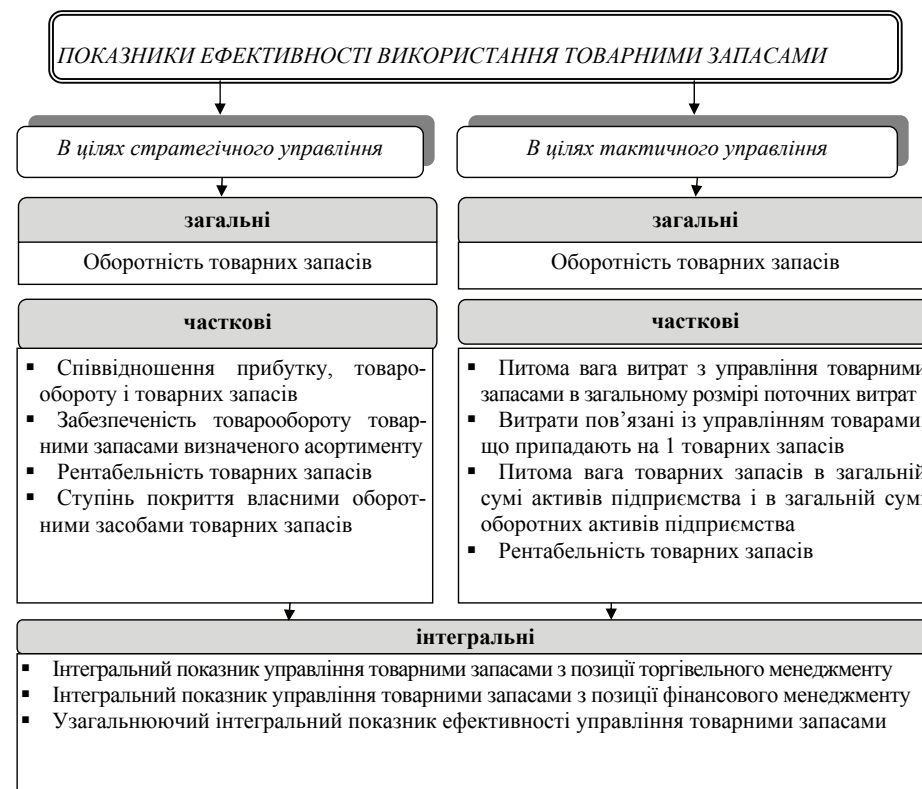 ПОКАЗНИКИ ЕФЕКТИВНОСТІ ВИКОРИСТАННЯ ТОВАРНИМИ ЗАПАСАМИ
В цілях стратегічного управління
В цілях тактичного управління
загальні
Оборотність товарних запасів
загальні
Оборотність товарних запасів
часткові
▪ Співвідношення прибутку, товаро-
обороту і товарних запасів
▪ Забезпеченість товарообороту товар-
ними запасами визначеного асортименту
▪ Рентабельність товарних запасів
▪ Ступінь покриття власними оборот-
ними засобами товарних запасів
часткові
▪ Питома вага витрат з управління товарними
запасами в загальному розмірі поточних витрат
▪ Витрати пов’язані із управлінням товарами,
що припадають на 1 товарних запасів
▪ Питома вага товарних запасів в загальній
сумі активів підприємства і в загальній сумі
оборотних активів підприємства
▪ Рентабельність товарних запасів
інтегральні
▪ Інтегральний показник управління товарними запасами з позиції торгівельного менеджменту
▪ Інтегральний показник управління товарними запасами з позиції фінансового менеджменту
▪ Узагальнюючий інтегральний показник ефективності управління товарними запасами